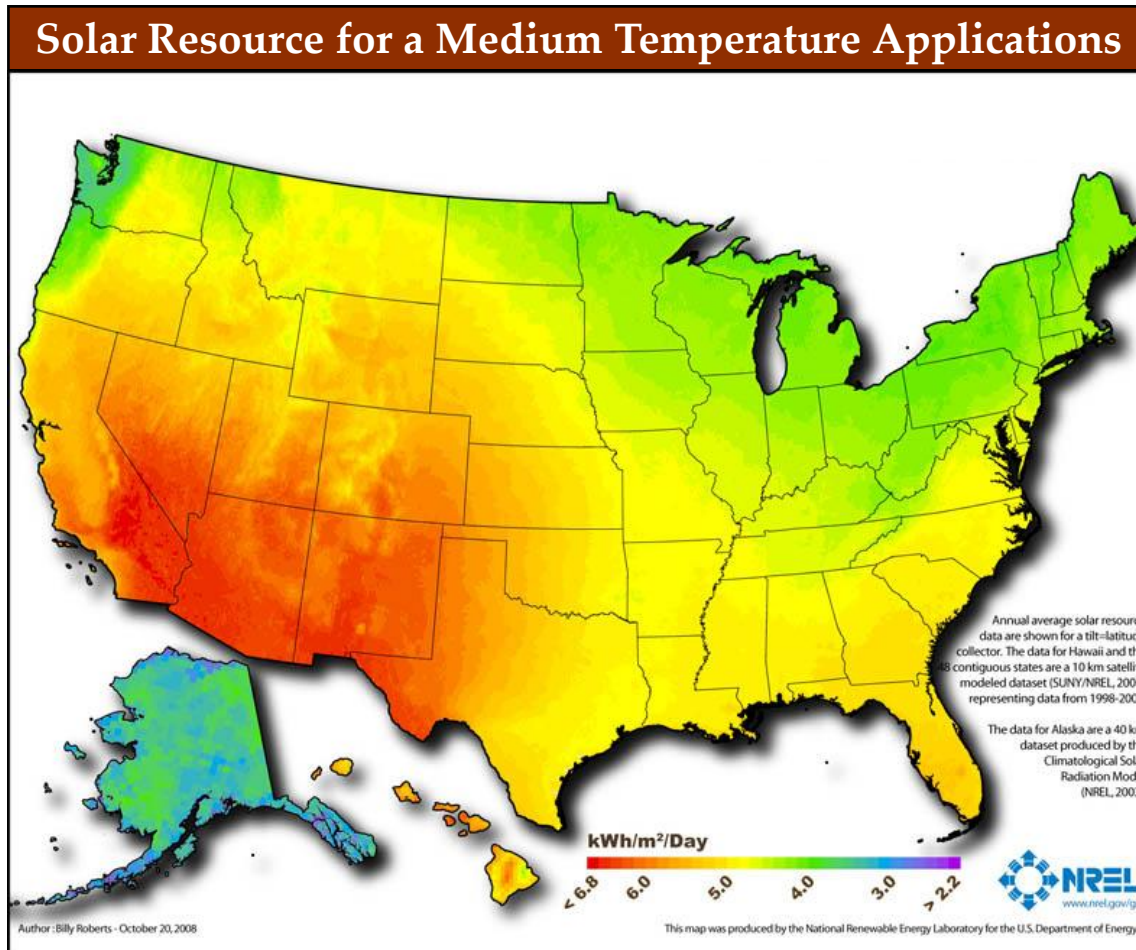 Solar Resource for a Medium Temperature Applications
Annual average solar resourc
data are shown for a tilt=latitud
collector. The data for Hawaii and th
48 contiguous states are a 10 km satellit
modeled dataset (SUNY/NREL, 200
representing data from 1998-200
The data for Alaska are a 40 k
dataset produced by th
Climatological Sola
Radiation Mod
(NREL, 200
kWh/m²/Day
< 6.8
6.0
5.0
4.0
3.0
> 2.2
NREL
www.nrel.gov/g
Author : Billy Roberts - October 20, 2008
This map was produced by the National Renewable Energy Laboratory for the U.S. Department of Energy